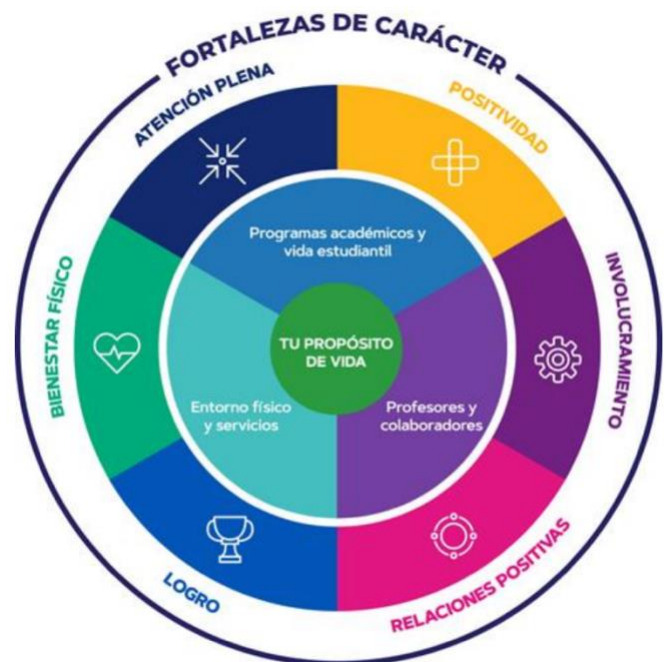 FORTALEZAS DE CARÁCTER
ATENCIÓN PLENA
POSITIVIDAD
Programas académicos y
vida estudiantil
BIENESTAR FÍSICO
INVOLUCRAMIENTO
TU PROPÓSITO
DE VIDA
Entorno físico
y servicios
Profesores y
colaboradores
LOGRO
RELACIONES POSITIVAS